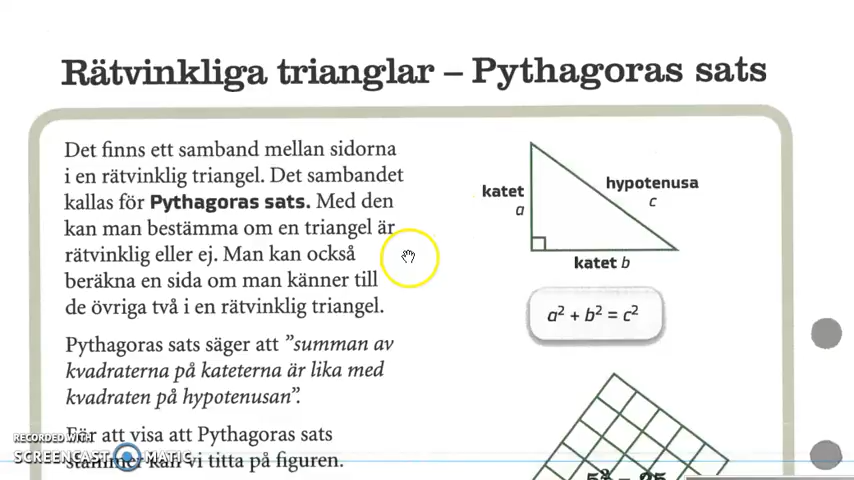 Rätvinkliga trianglar – Pythagoras sats
Det finns ett samband mellan sidorna
i en rätvinklig triangel. Det sambandet
kallas för Pythagoras sats. Med den
kan man bestämma om en triangel är
rätvinklig eller ej. Man kan också
beräkna en sida om man känner till
de övriga två i en rätvinklig triangel.
Pythagoras sats säger att ”summan av
kvadraterna på kateterna är lika med
kvadraten på hypotenusan”.
För att visa att Pythagoras sats
stämmer kan vi titta på figuren.
katet
a
hypotenusa
c
katet b
a² + b² = c²
5² = 25
RECORDED WITH
SCREENCAST MATIC